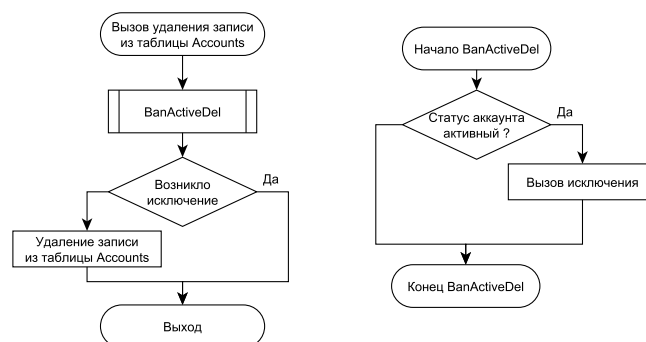 Вызов удаления записи
из таблицы Accounts
BanActiveDel
Возникло
исключение
Да
Удаление записи
из таблицы Accounts
Выход
Начало BanActiveDel
Статус аккаунта
активный ?
Да
Вызов исключения
Конец BanActiveDel